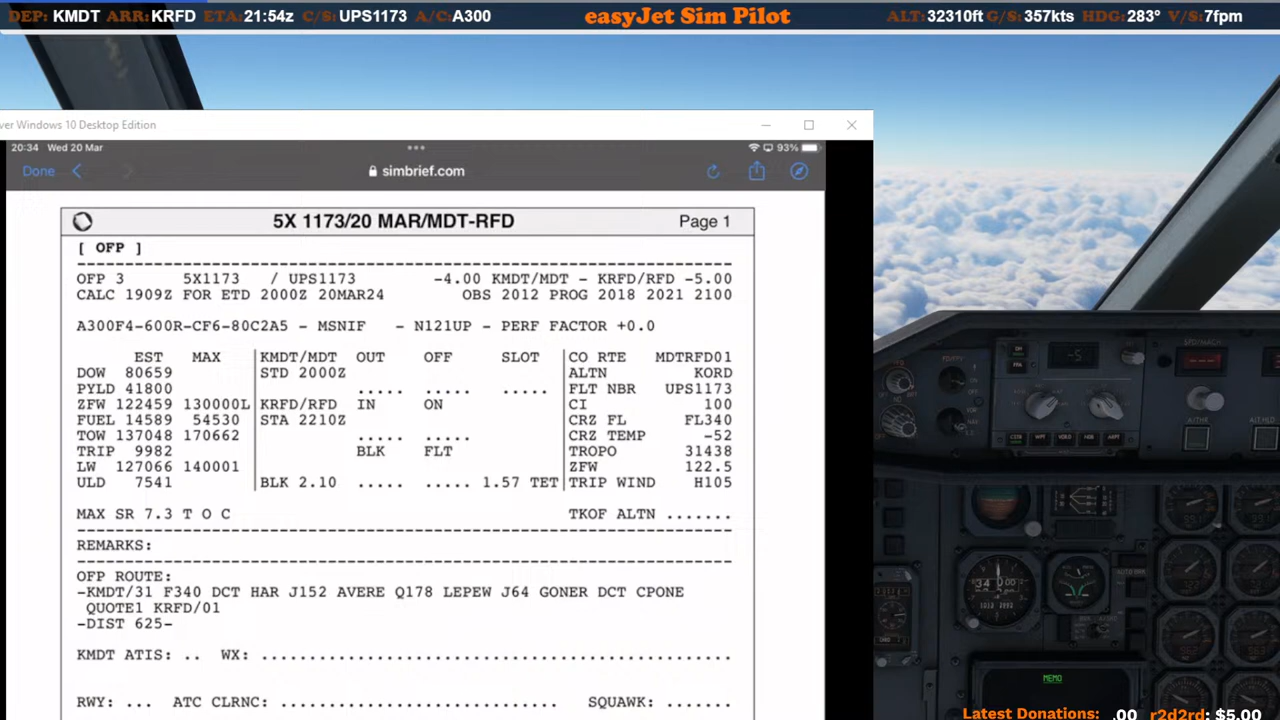 DEP: KMDT ARR: KRFD ETA: 21:54z C/S: UPS1173 A/C: A300 easyJet Sim Pilot ALT: 32310ft G/S: 357kts HDG: 283° V/S: 7fpm
ver Windows 10 Desktop Edition
20:34 Wed 20 Mar 93%
Done simbrief.com
5X 1173/20 MAR/MDT-RFD Page 1
[ OFP ]
OFP 3 5X1173 / UPS1173 -4.00 KMDT/MDT - KRFD/RFD -5.00
CALC 1909Z FOR ETD 2000Z 20MAR24 OBS 2012 PROG 2018 2021 2100
A300F4-600R-CF6-80C2A5 - MSNIF - N121UP - PERF FACTOR +0.0
EST MAX KMDT/MDT OUT OFF SLOT CO RTE MDTRFD01
DOW 80659 STD 2000Z ALTN KORD
PYLD 41800 ..... ..... ..... FLT NBR UPS1173
ZFW 122459 130000L KRFD/RFD IN ON CI 100
FUEL 14589 54530 STA 2210Z CRZ FL FL340
TOW 137048 170662 ..... ..... CRZ TEMP -52
TRIP 9982 BLK FLT TROPO 31438
LW 127066 140001 ZFW 122.5
ULD 7541 BLK 2.10 ..... ..... 1.57 TET TRIP WIND H105
MAX SR 7.3 T O C TKOF ALTN .......
REMARKS:
OFP ROUTE:
-KMDT/31 F340 DCT HAR J152 AVERE Q178 LEPEW J64 GONER DCT CPONE
QUOTE1 KRFD/01
-DIST 625-
KMDT ATIS: .. WX: ...............................................
RWY: ... ATC CLRNC: ............................. SQUAWK: .......
-5
MEMO
Latest Donations: .00 r2d2rd: $5.00